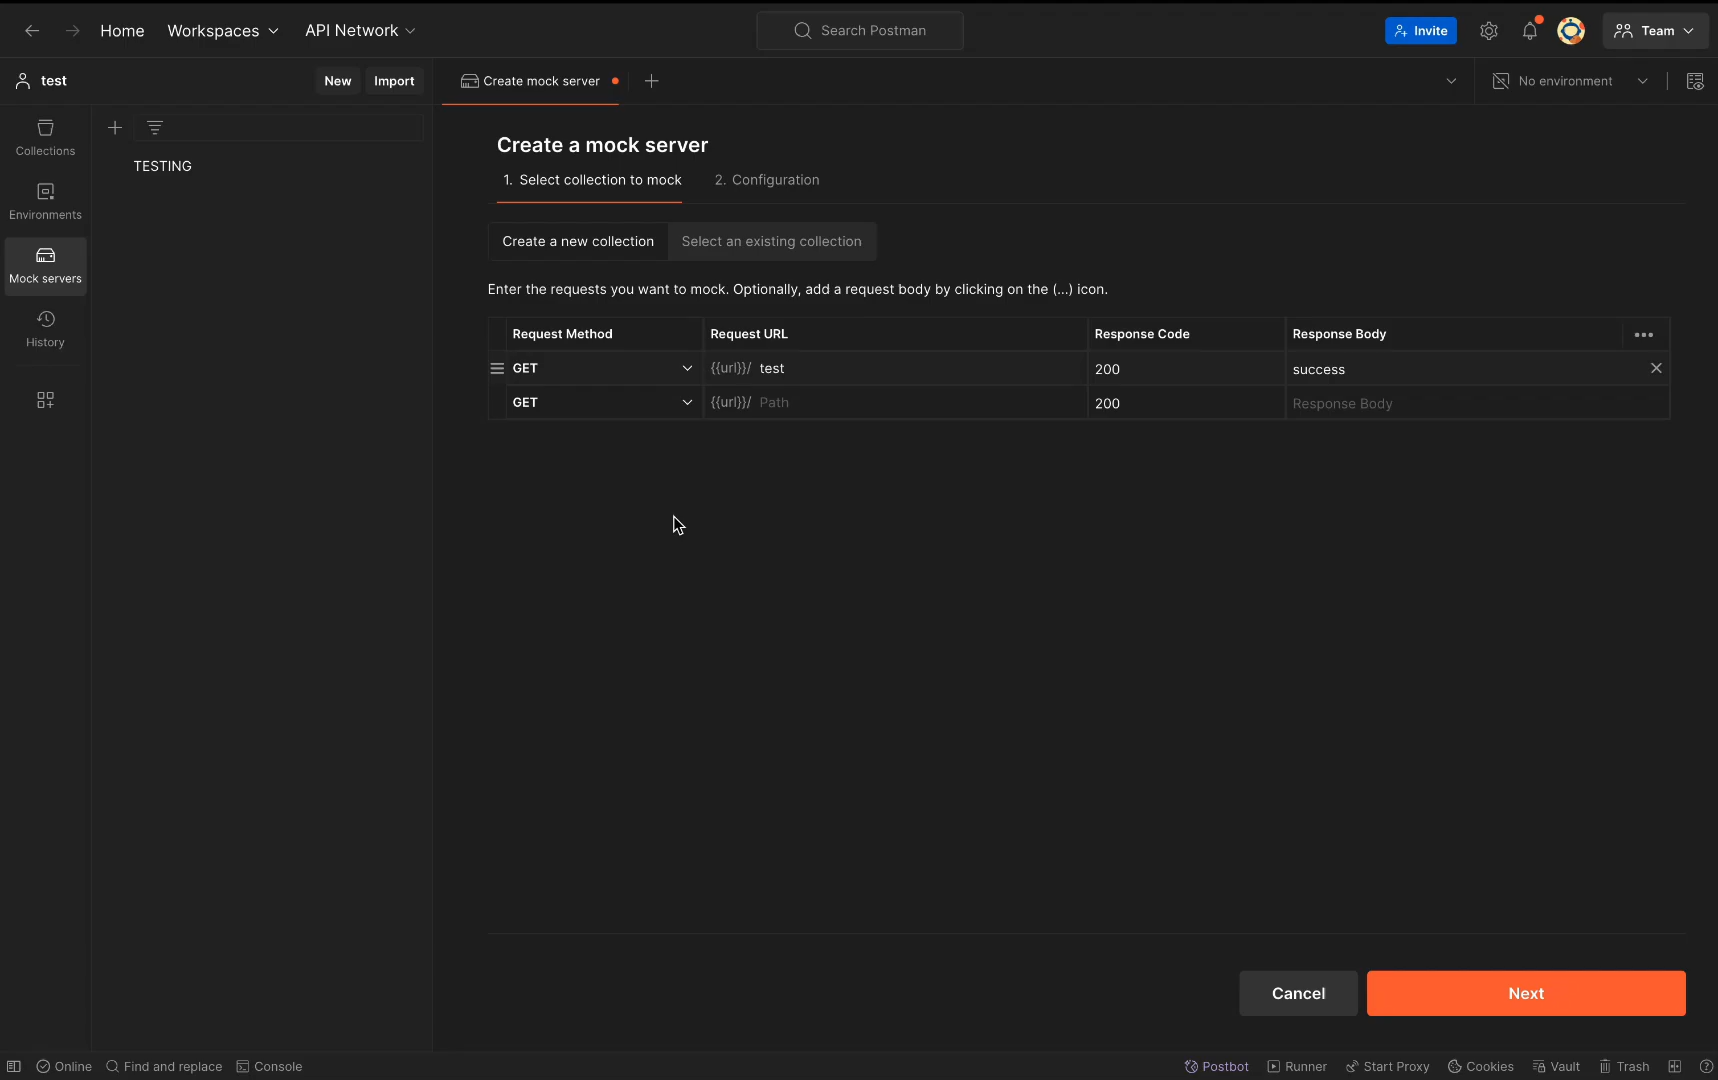 Home Workspaces API Network Search Postman Invite Team
test New Import Create mock server No environment
Collections
TESTING
Environments
Mock servers
History
Create a mock server
1. Select collection to mock 2. Configuration
Create a new collection Select an existing collection
Enter the requests you want to mock. Optionally, add a request body by clicking on the (...) icon.
Request Method Request URL Response Code Response Body
GET {{url}}/ test 200 success
GET {{url}}/ Path 200 Response Body
Cancel Next
Online Find and replace Console Postbot Runner Start Proxy Cookies Vault Trash